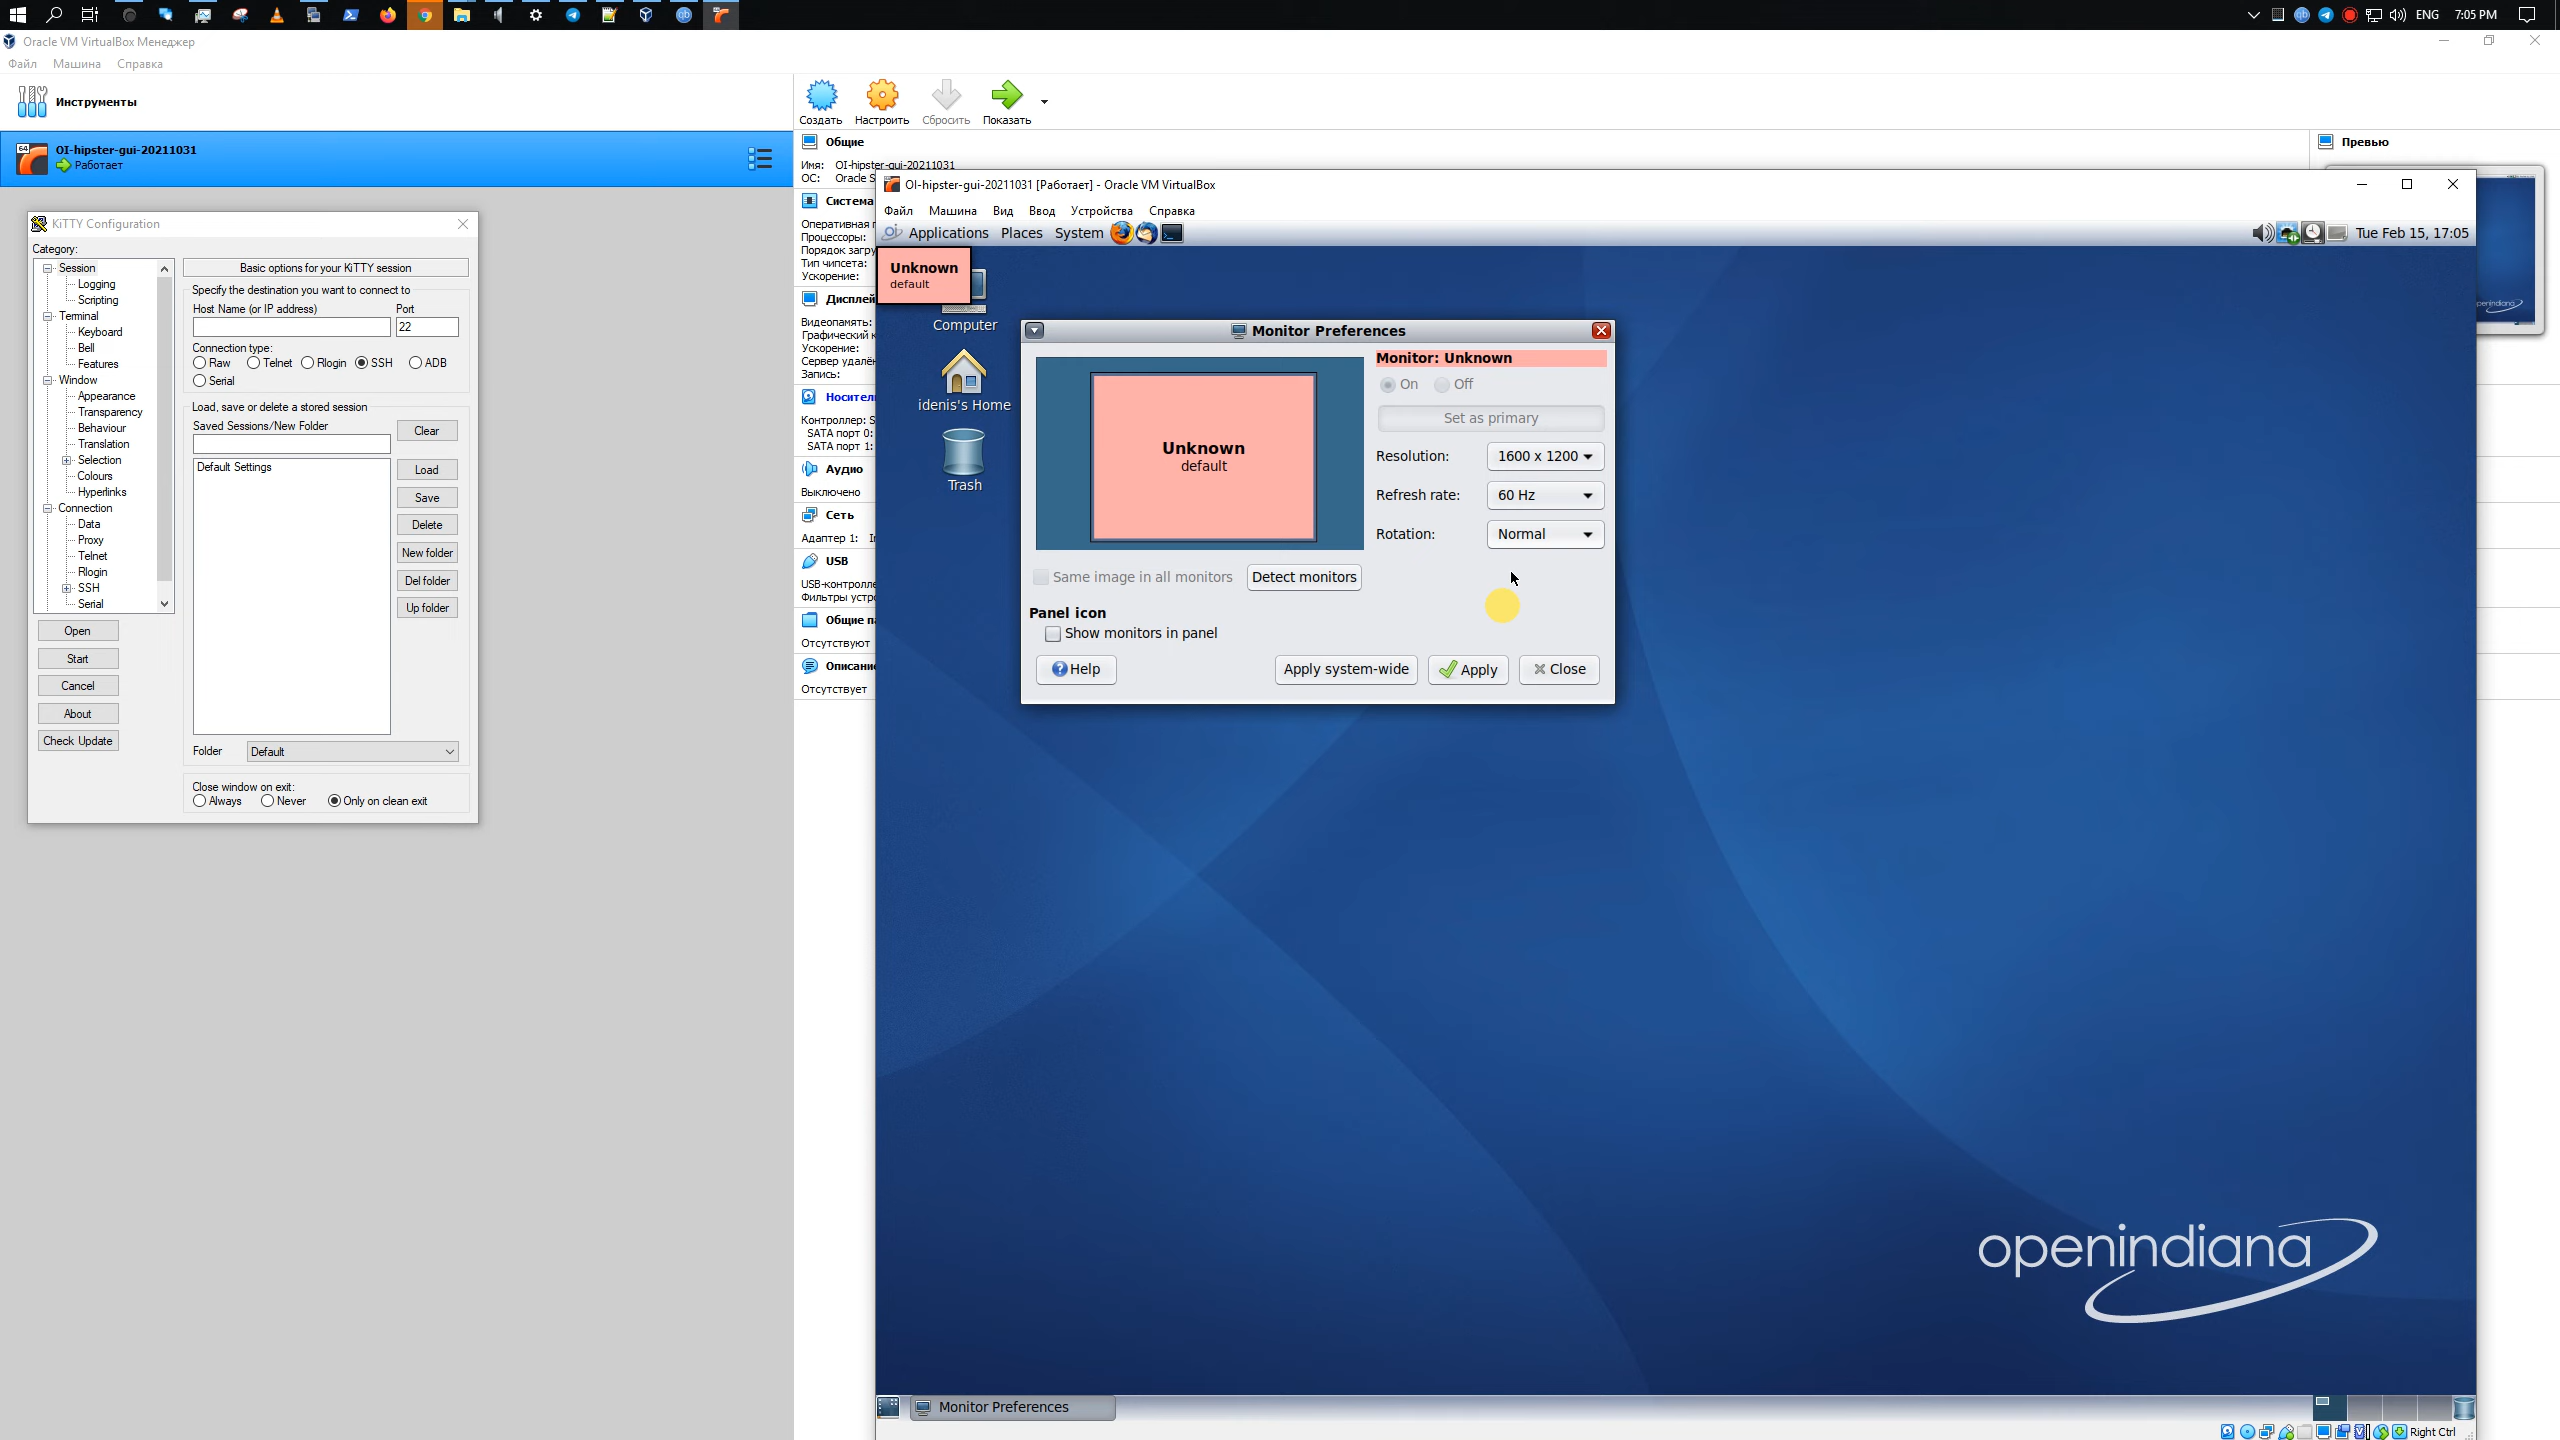 ENG 7:05 PM
Oracle VM VirtualBox Менеджер
Файл Машина Справка
Инструменты
OI-hipster-gui-20211031
Работает
Создать Настроить Сбросить Показать
Общие
Имя: OI-hipster-gui-20211031
ОС: Oracle S
Система
Оперативная
Процессоры:
Порядок загру
Тип чипсета:
Ускорение:
Дисплей
Видеопамять:
Графический к
Ускорение:
Сервер удалён
Запись:
Носител
Контроллер: S
SATA порт 0:
SATA порт 1:
Аудио
Выключено
Сеть
Адаптер 1:
USB
USB-контролле
Фильтры устро
Общие п
Отсутствуют
Описание
Отсутствует
Превью
KiTTY Configuration
Category:
Session
Logging
Scripting
Terminal
Keyboard
Bell
Features
Window
Appearance
Transparency
Behaviour
Translation
Selection
Colours
Hyperlinks
Connection
Data
Proxy
Telnet
Rlogin
SSH
Serial
Open
Start
Cancel
About
Check Update
Basic options for your KiTTY session
Specify the destination you want to connect to
Host Name (or IP address) Port
22
Connection type:
Raw Telnet Rlogin SSH ADB
Serial
Load, save or delete a stored session
Saved Sessions/New Folder
Clear
Default Settings
Load
Save
Delete
New folder
Del folder
Up folder
Folder Default
Close window on exit:
Always Never Only on clean exit
OI-hipster-gui-20211031 [Работает] - Oracle VM VirtualBox
Файл Машина Вид Ввод Устройства Справка
Applications Places System Tue Feb 15, 17:05
Unknown
default
Computer
idenis's Home
Trash
Monitor Preferences
Unknown
default
Monitor: Unknown
On Off
Set as primary
Resolution: 1600 x 1200
Refresh rate: 60 Hz
Rotation: Normal
Same image in all monitors Detect monitors
Panel icon
Show monitors in panel
Help Apply system-wide Apply Close
openindiana
openindiana
Monitor Preferences
Right Ctrl